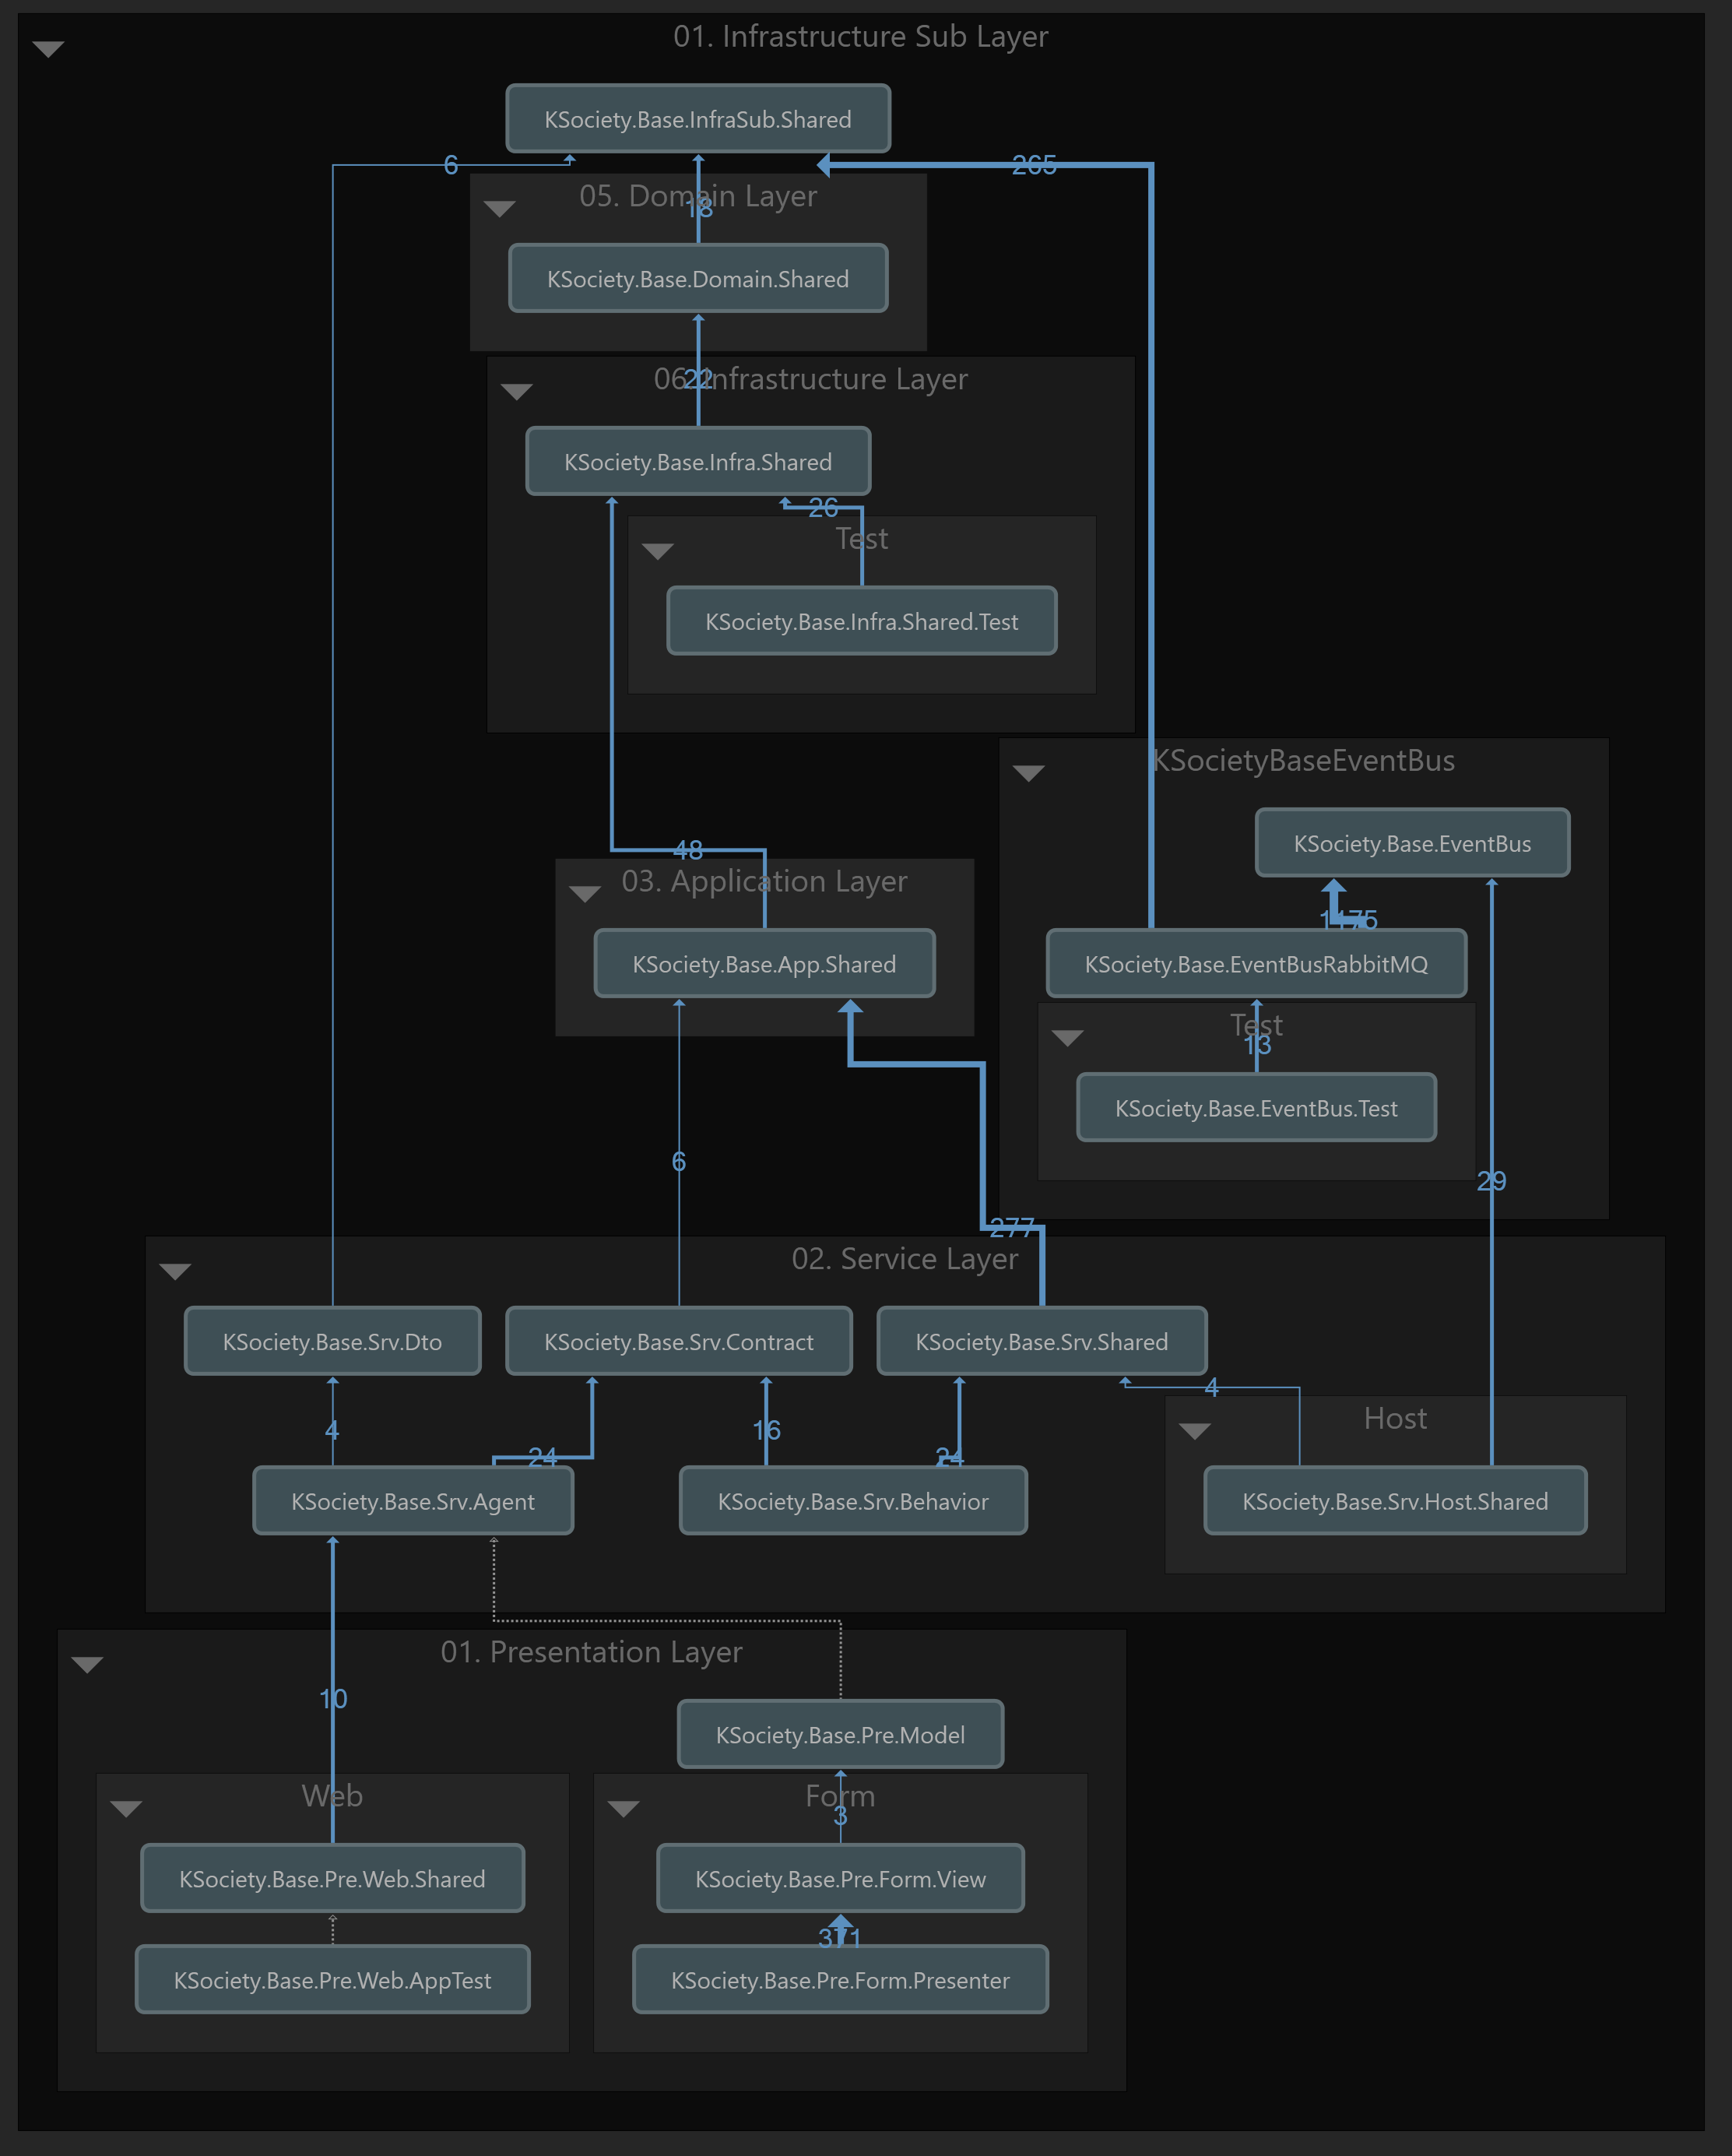 01. Infrastructure Sub Layer
KSociety.Base.InfraSub.Shared
6
265
05. Domain Layer
18
KSociety.Base.Domain.Shared
06. Infrastructure Layer
22
KSociety.Base.Infra.Shared
26
Test
KSociety.Base.Infra.Shared.Test
KSocietyBaseEventBus
KSociety.Base.EventBus
48
03. Application Layer
1175
KSociety.Base.App.Shared
KSociety.Base.EventBusRabbitMQ
Test
13
KSociety.Base.EventBus.Test
6
29
277
02. Service Layer
KSociety.Base.Srv.Dto
KSociety.Base.Srv.Contract
KSociety.Base.Srv.Shared
4
Host
4
24
16
24
KSociety.Base.Srv.Agent
KSociety.Base.Srv.Behavior
KSociety.Base.Srv.Host.Shared
01. Presentation Layer
10
KSociety.Base.Pre.Model
Web
Form
3
KSociety.Base.Pre.Web.Shared
KSociety.Base.Pre.Form.View
371
KSociety.Base.Pre.Web.AppTest
KSociety.Base.Pre.Form.Presenter